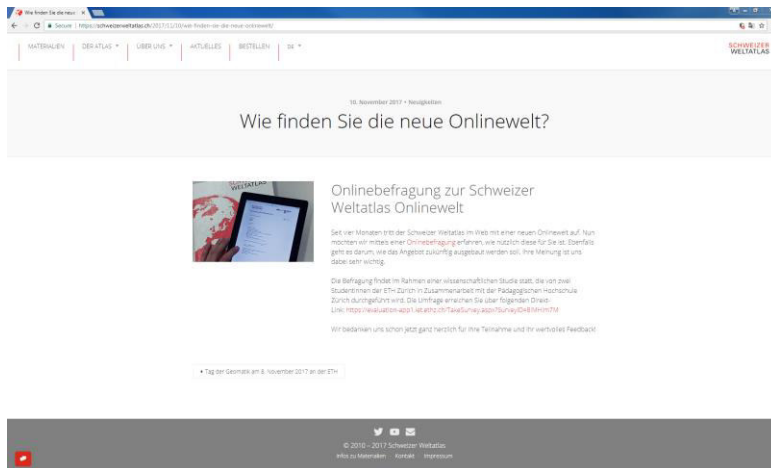 Wie finden Sie die neue
Secure | https://schweizerweltatlas.ch/2017/11/10/wie-finden-sie-die-neue-onlinewelt/
MATERIALIEN DER ATLAS ÜBER UNS AKTUELLES BESTELLEN DE
SCHWEIZER
WELTATLAS
10. November 2017 • Neuigkeiten
Wie finden Sie die neue Onlinewelt?
WELTATLAS
Onlinebefragung zur Schweizer
Weltatlas Onlinewelt
Seit vier Monaten tritt der Schweizer Weltatlas im Web mit einer neuen Onlinewelt auf. Nun
möchten wir mittels einer Onlinebefragung erfahren, wie nützlich diese für Sie ist. Ebenfalls
geht es darum, wie das Angebot zukünftig ausgebaut werden soll. Ihre Meinung ist uns
dabei sehr wichtig.
Die Befragung findet im Rahmen einer wissenschaftlichen Studie statt, die von zwei
Studentinnen der ETH Zürich in Zusammenarbeit mit der Pädagogischen Hochschule
Zürich durchgeführt wird. Die Umfrage erreichen Sie über folgenden Direkt-
Link:
Wir bedanken uns schon jetzt ganz herzlich für Ihre Teilnahme und Ihr wertvolles Feedback!
Tag der Geomatik am 8. November 2017 an der ETH
© 2010 – 2017 Schweizer Weltatlas
Infos zu Materialien Kontakt Impressum